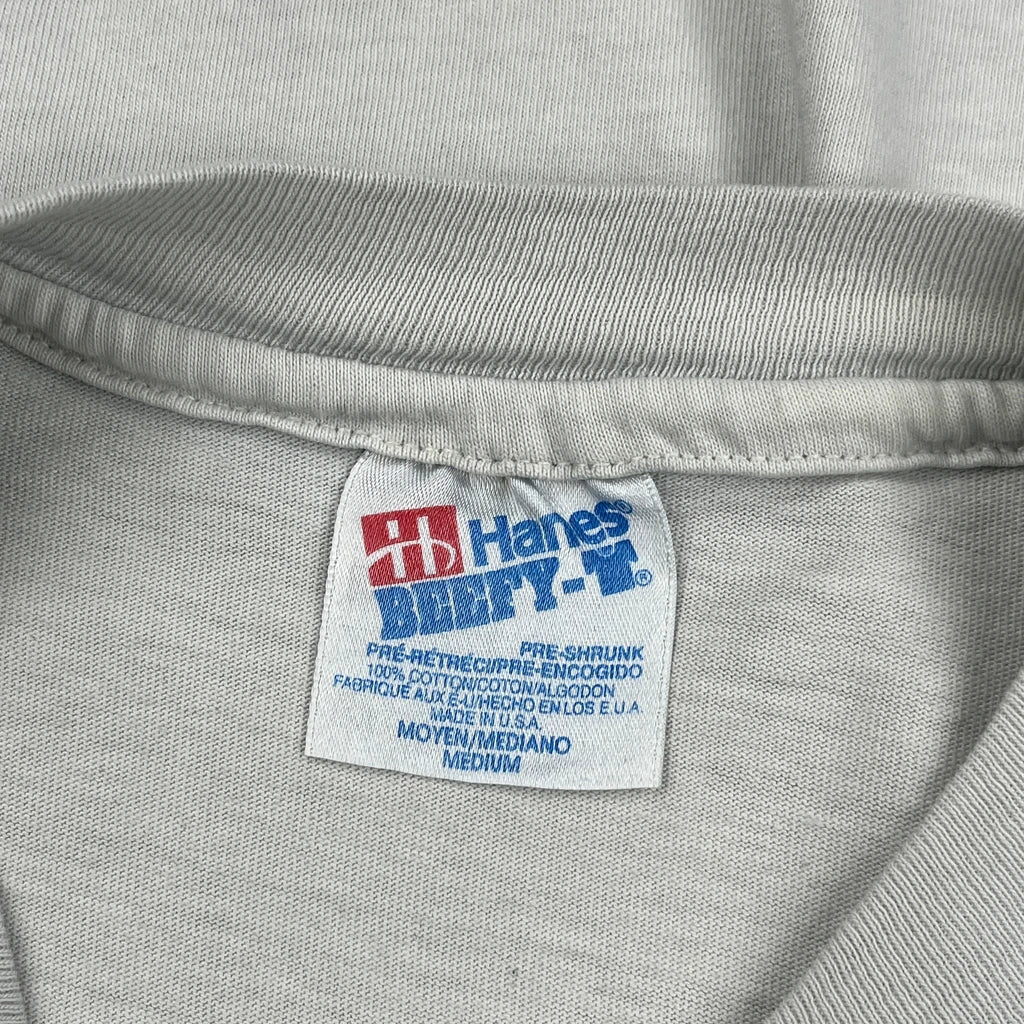 Hanes®
BEEFY-T®
PRE-SHRUNK
PRÉ-RÉTRÉCI/PRE-ENCOGIDO
100% COTTON/COTON/ALGODON
FABRIQUÉ AUX É-U/HECHO EN LOS E.U.A.
MADE IN U.S.A.
MOYEN/MEDIANO
MEDIUM